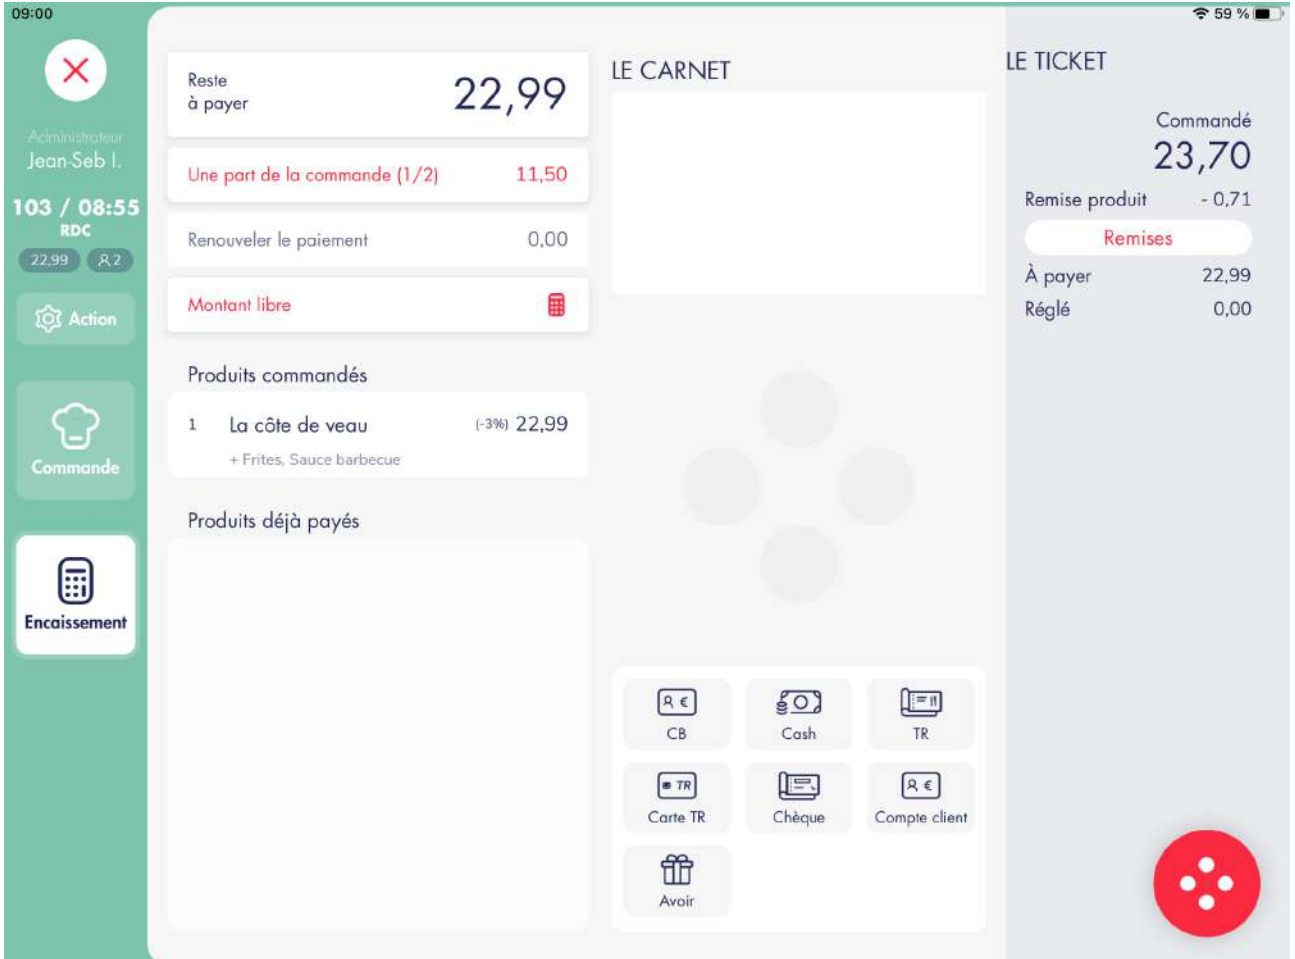 09:00
59 %
Administrateur
Jean-Seb I.
103 / 08:55
RDC
22,99
2
Action
Commande
Encaissement
Reste
à payer
22,99
Une part de la commande (1/2) 11,50
Renouveler le paiement 0,00
Montant libre
Produits commandés
1 La côte de veau (-3%) 22,99
+ Frites, Sauce barbecue
Produits déjà payés
LE CARNET
€
CB
Cash
TR
TR
Carte TR
Chèque
€
Compte client
Avoir
LE TICKET
Commandé
23,70
Remise produit - 0,71
Remises
À payer 22,99
Réglé 0,00